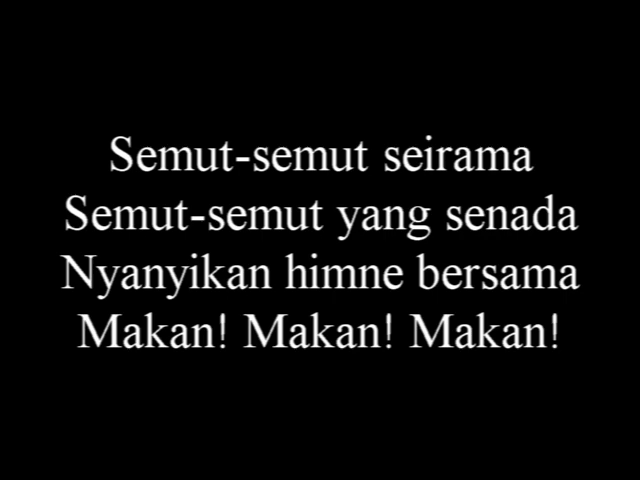 Semut-semut seirama
Semut-semut yang senada
Nyanyikan himne bersama
Makan! Makan! Makan!